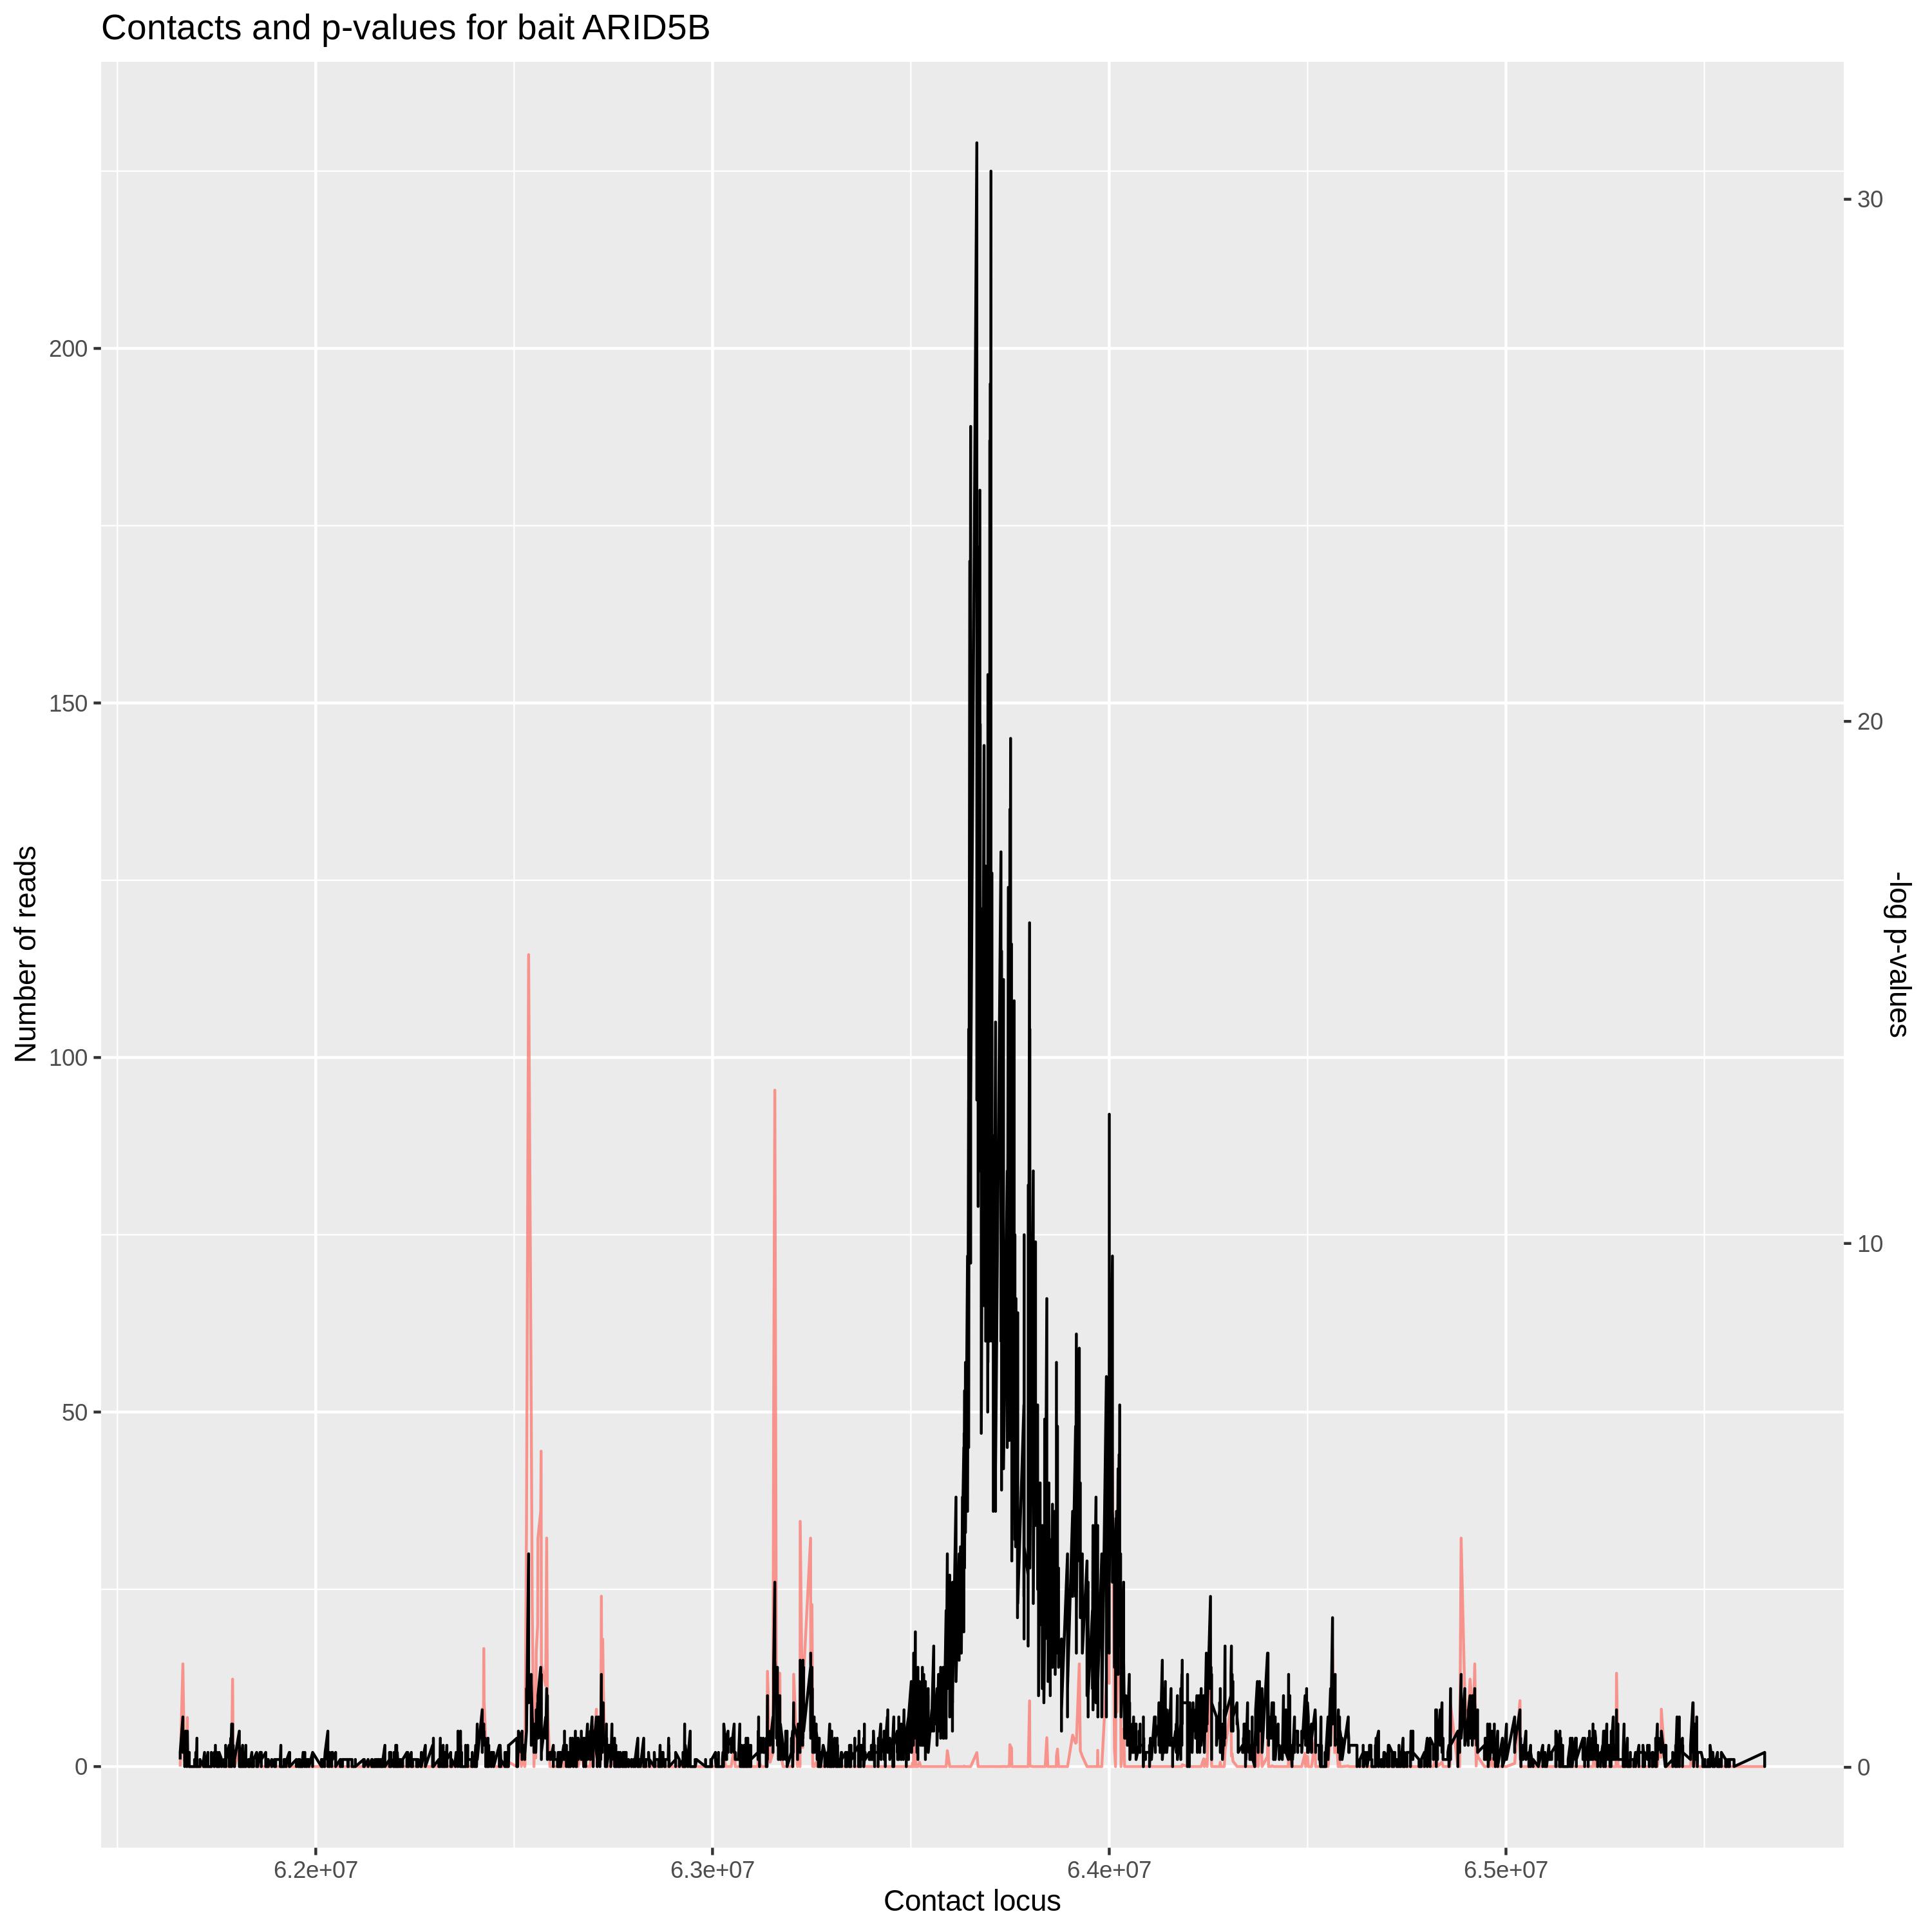 Contacts and p-values for bait ARID5B
Number of reads
200
150
100
50
0
30
20
10
0
-log p-values
6.2e+07
6.3e+07
6.4e+07
6.5e+07
Contact locus